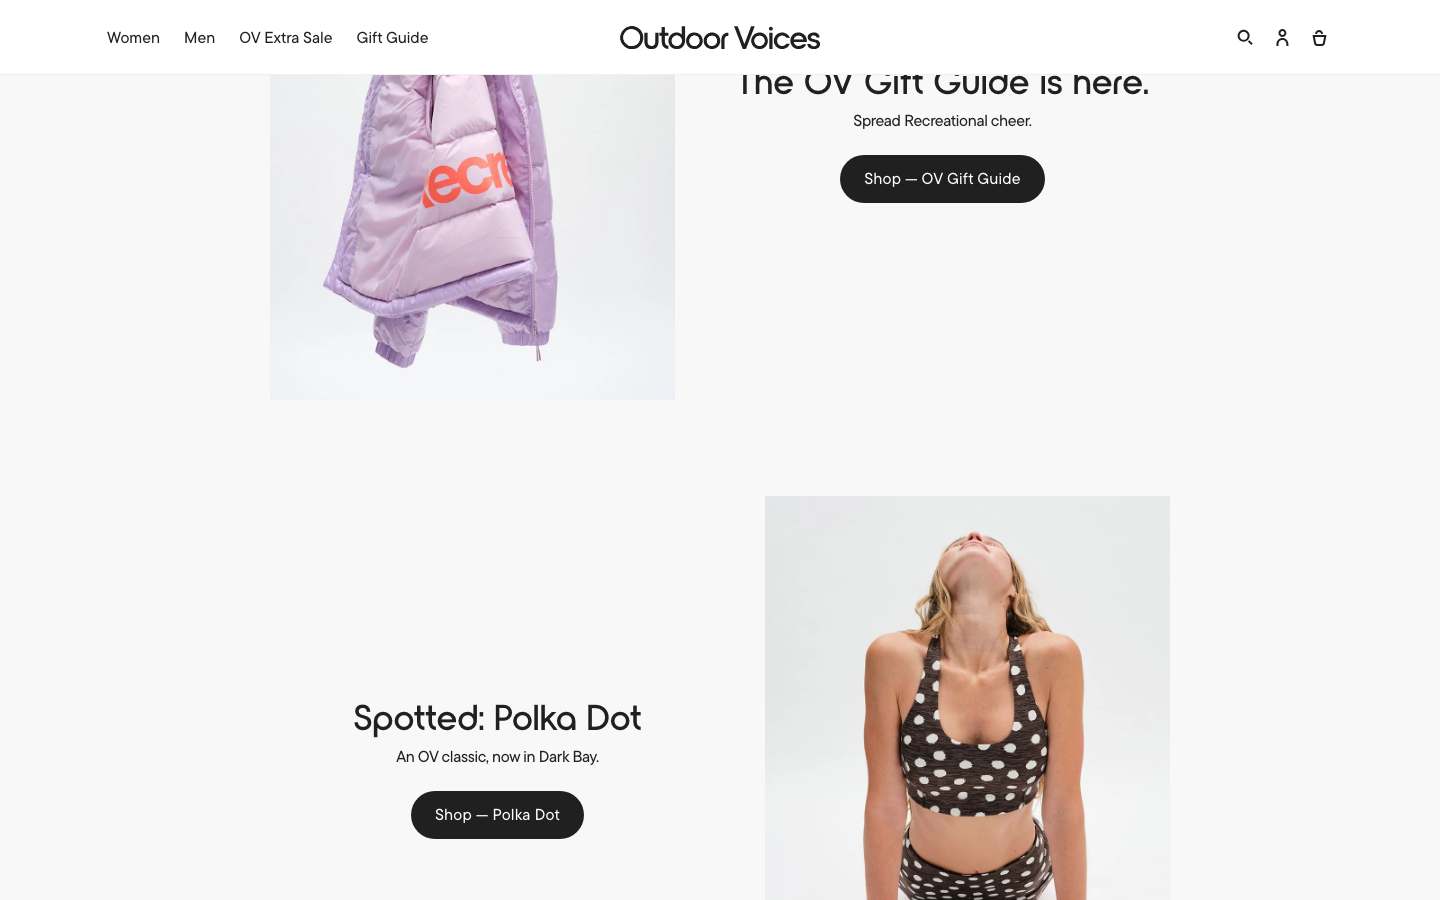 Women Men OV Extra Sale Gift Guide
Outdoor Voices
The OV Gift Guide is here.
Spread Recreational cheer.
Shop — OV Gift Guide
ecr
Spotted: Polka Dot
An OV classic, now in Dark Bay.
Shop — Polka Dot